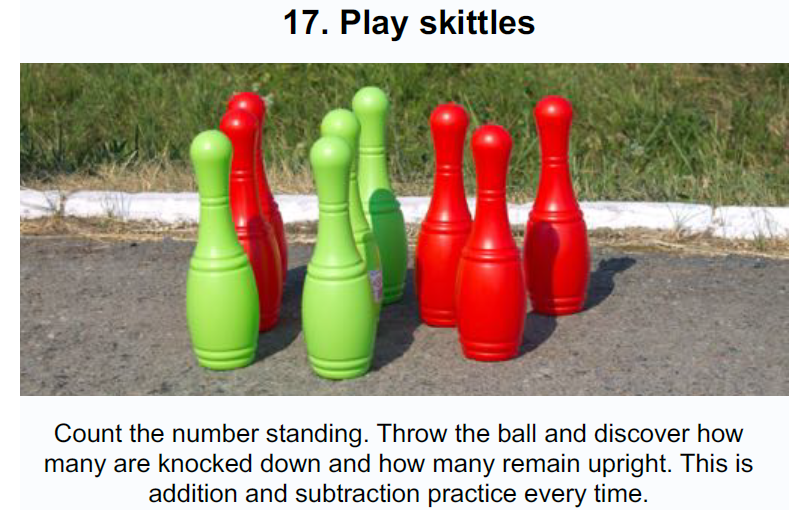 17. Play skittles
Count the number standing. Throw the ball and discover how
many are knocked down and how many remain upright. This is
addition and subtraction practice every time.